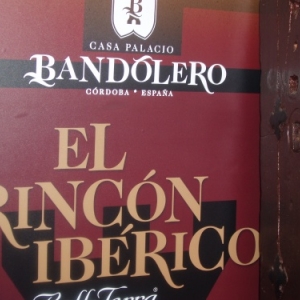 CASA PALACIO
BANDOLERO
CÓRDOBA • ESPAÑA
EL
RINCÓN
IBÉRICO